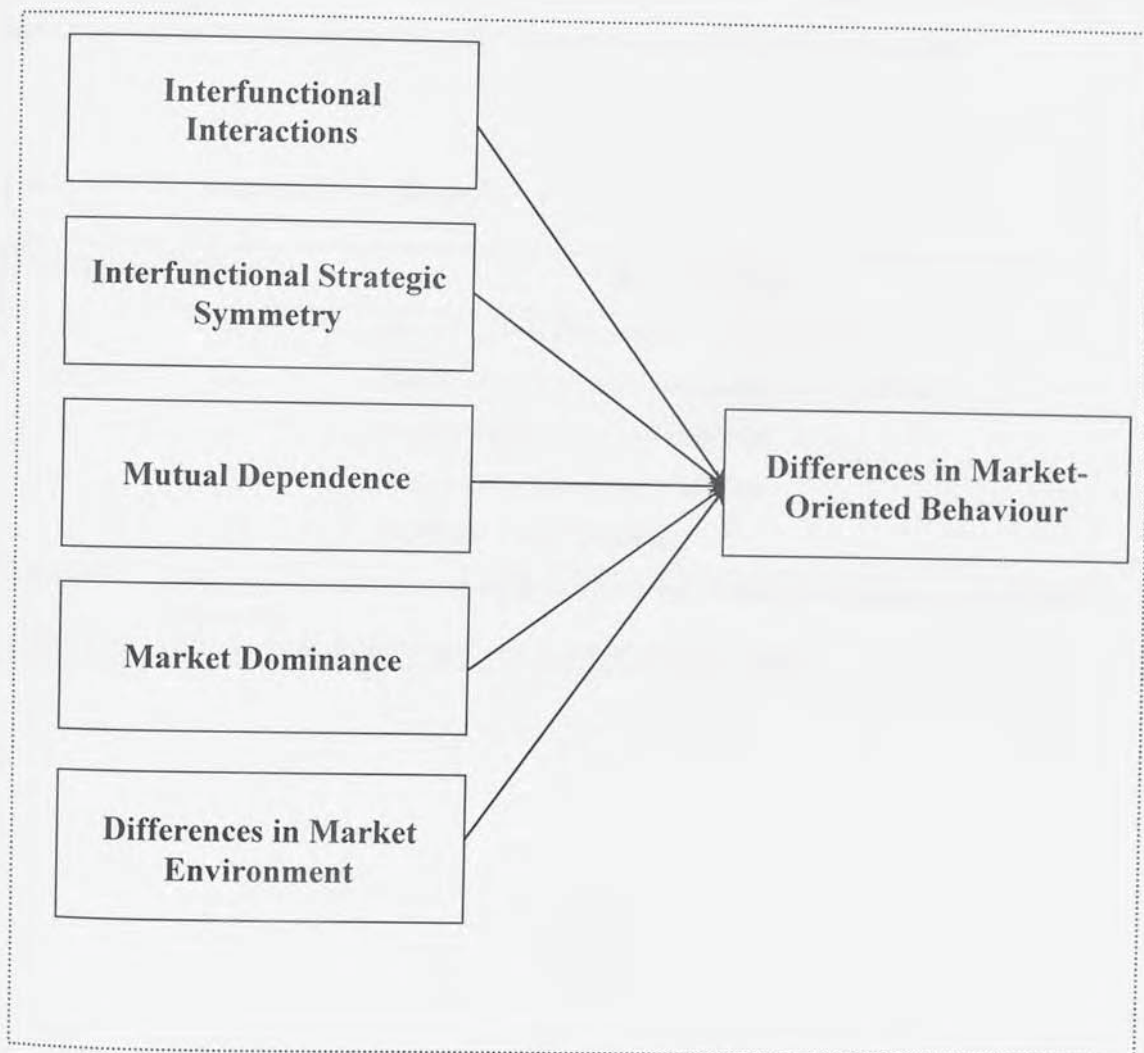 Interfunctional
Interactions
Interfunctional Strategic
Symmetry
Mutual Dependence
Market Dominance
Differences in Market
Environment
Differences in Market-
Oriented Behaviour